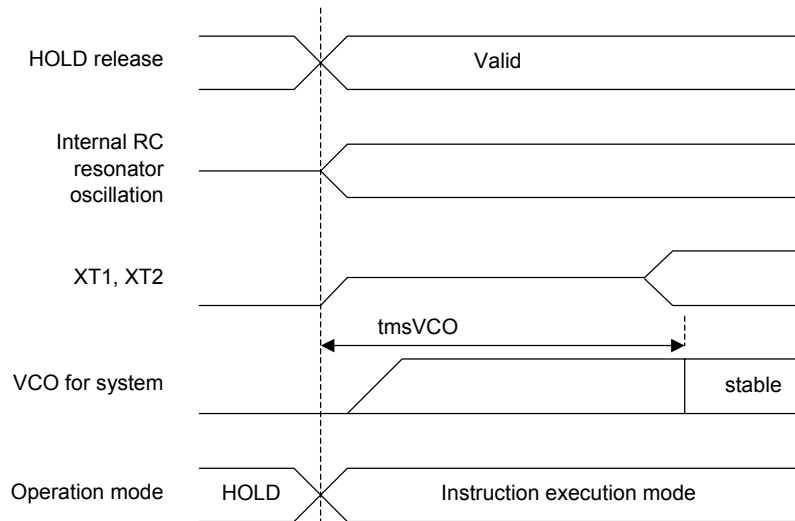 HOLD release
Valid
Internal RC
resonator
oscillation
XT1, XT2
tmsVCO
VCO for system
stable
Operation mode
HOLD
Instruction execution mode